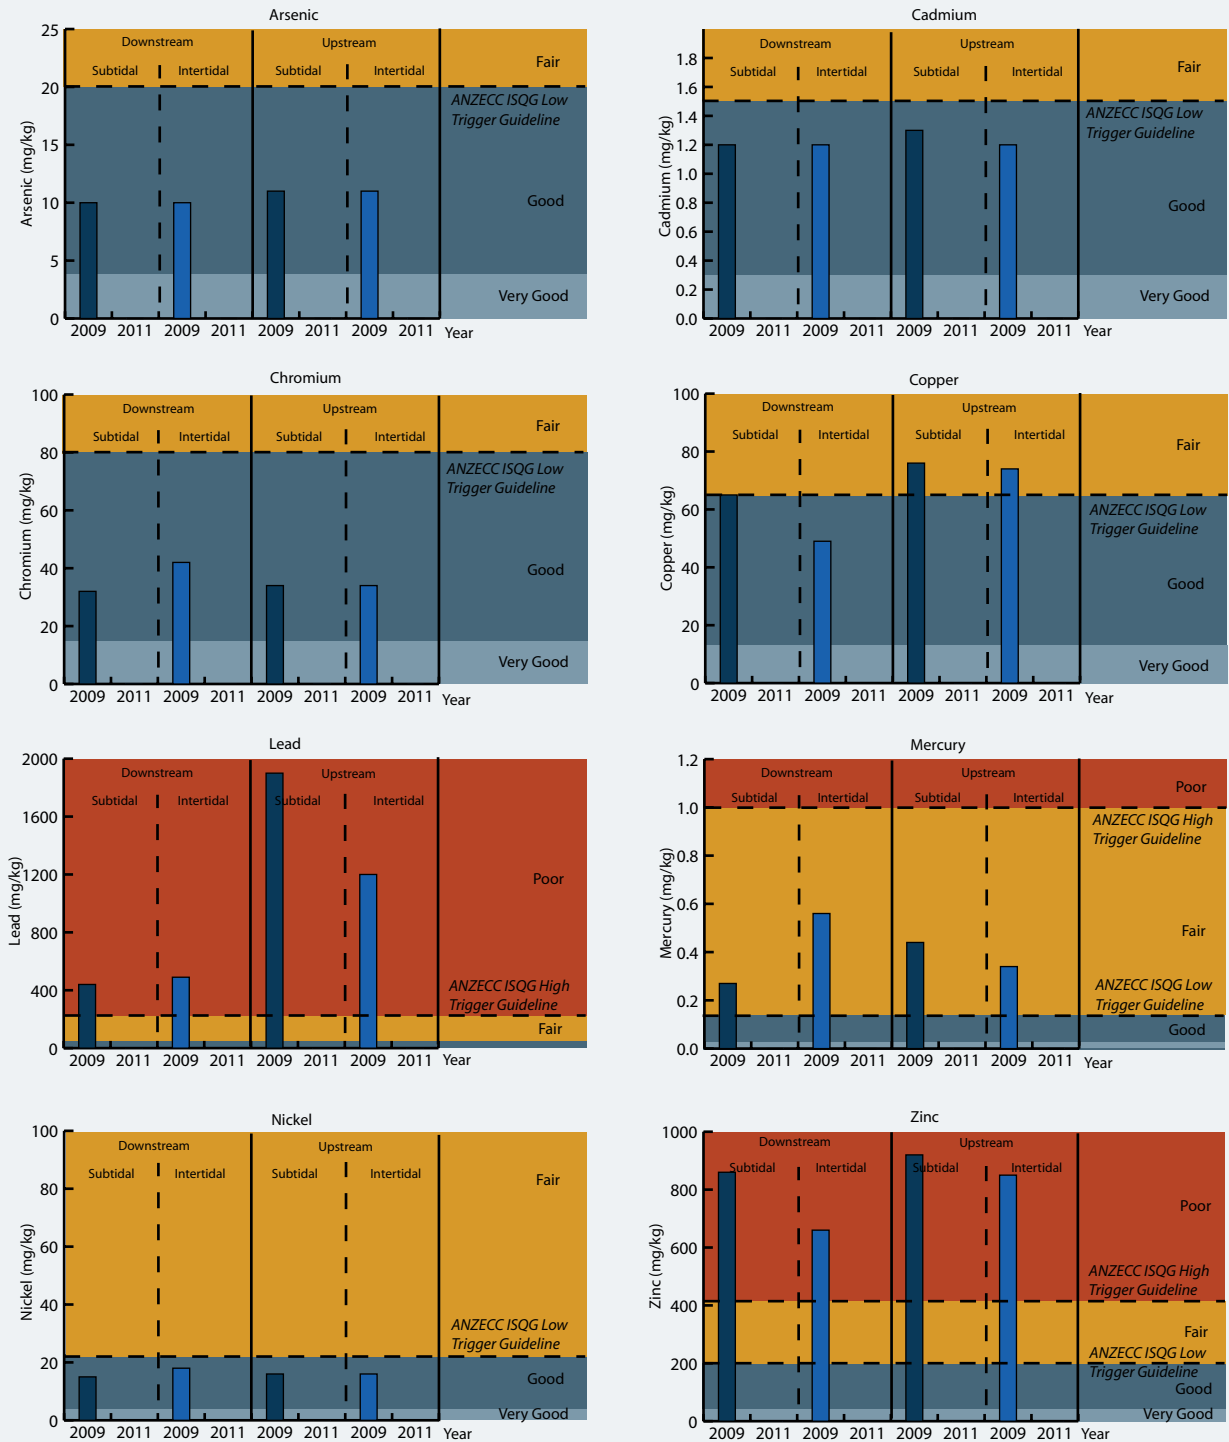 Arsenic
25
20
15
10
5
0
Arsenic (mg/kg)
Downstream
Upstream
Subtidal
Intertidal
Subtidal
Intertidal
Fair
ANZECC ISQG Low
Trigger Guideline
Good
Very Good
2009 2011 2009 2011 2009 2011 2009 2011 Year
Cadmium
1.8
1.6
1.4
1.2
1.0
0.8
0.6
0.4
0.2
0.0
Cadmium (mg/kg)
Downstream
Upstream
Subtidal
Intertidal
Subtidal
Intertidal
Fair
ANZECC ISQG Low
Trigger Guideline
Good
Very Good
2009 2011 2009 2011 2009 2011 2009 2011 Year
Chromium
100
80
60
40
20
0
Chromium (mg/kg)
Downstream
Upstream
Subtidal
Intertidal
Subtidal
Intertidal
Fair
ANZECC ISQG Low
Trigger Guideline
Good
Very Good
2009 2011 2009 2011 2009 2011 2009 2011 Year
Copper
100
80
60
40
20
0
Copper (mg/kg)
Downstream
Upstream
Subtidal
Intertidal
Subtidal
Intertidal
Fair
ANZECC ISQG Low
Trigger Guideline
Good
Very Good
2009 2011 2009 2011 2009 2011 2009 2011 Year
Lead
2000
1600
1200
800
400
0
Lead (mg/kg)
Downstream
Upstream
Subtidal
Intertidal
Subtidal
Intertidal
Poor
ANZECC ISQG High
Trigger Guideline
Fair
2009 2011 2009 2011 2009 2011 2009 2011 Year
Mercury
1.2
1.0
0.8
0.6
0.4
0.2
0.0
Mercury (mg/kg)
Downstream
Upstream
Subtidal
Intertidal
Subtidal
Intertidal
Poor
ANZECC ISQG High
Trigger Guideline
Fair
ANZECC ISQG Low
Trigger Guideline
Good
2009 2011 2009 2011 2009 2011 2009 2011 Year
Nickel
100
80
60
40
20
0
Nickel (mg/kg)
Downstream
Upstream
Subtidal
Intertidal
Subtidal
Intertidal
Fair
ANZECC ISQG Low
Trigger Guideline
Good
Very Good
2009 2011 2009 2011 2009 2011 2009 2011 Year
Zinc
1000
800
600
400
200
0
Zinc (mg/kg)
Downstream
Upstream
Subtidal
Intertidal
Subtidal
Intertidal
Poor
ANZECC ISQG High
Trigger Guideline
Fair
ANZECC ISQG Low
Trigger Guideline
Good
Very Good
2009 2011 2009 2011 2009 2011 2009 2011 Year